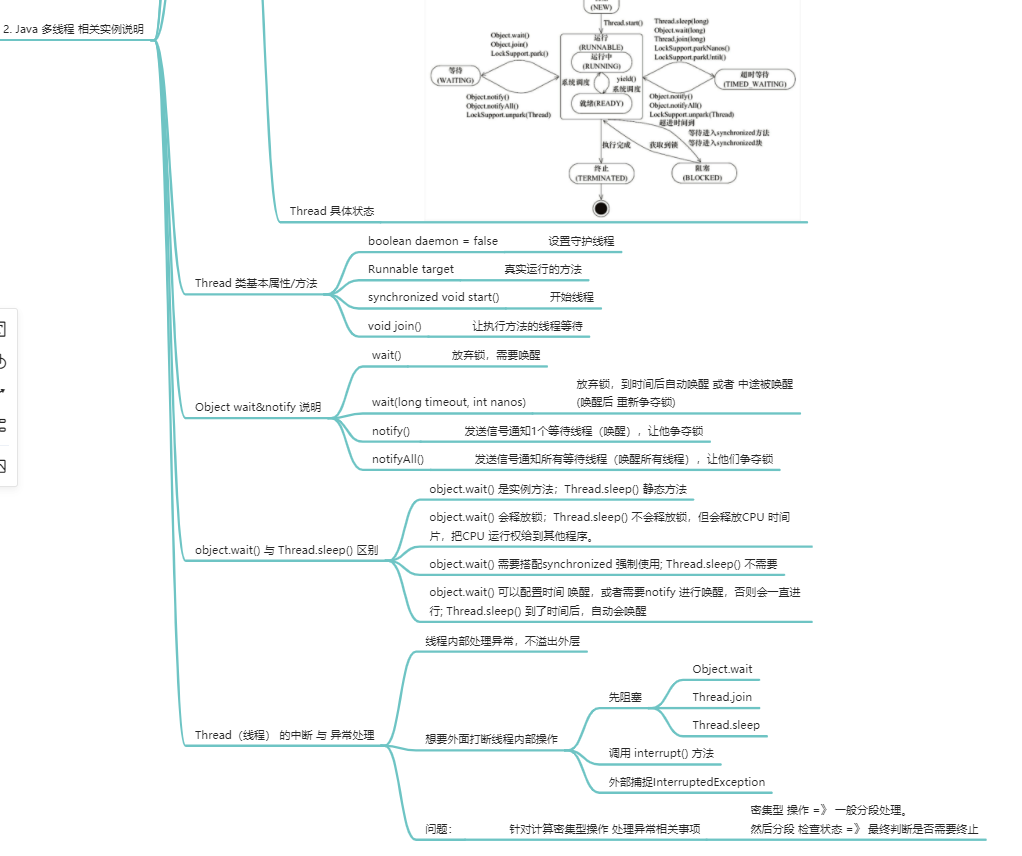 2. Java 多线程 相关实例说明
(NEW)
Thread.start()
Thread.sleep(long)
Object.wait(long)
Thread.join(long)
LockSupport.parkNanos()
LockSupport.parkUntil()
Object.wait()
Object.join()
LockSupport.park()
运行
(RUNNABLE)
运行中
(RUNNING)
等待
(WAITING)
超时等待
(TIMED_WAITING)
系统调度
yield()
系统调度
就绪(READY)
Object.notify()
Object.notifyAll()
LockSupport.unpark(Thread)
Object.notify()
Object.notifyAll()
LockSupport.unpark(Thread)
超进时间到
等待进入synchronized方法
等待进入synchronized块
执行完成
获取到锁
终止
(TERMINATED)
阻塞
(BLOCKED)
Thread 具体状态
Thread 类基本属性/方法
boolean daemon = false 设置守护线程
Runnable target 真实运行的方法
synchronized void start() 开始线程
void join() 让执行方法的线程等待
Object wait&notify 说明
wait() 放弃锁，需要唤醒
wait(long timeout, int nanos) 放弃锁，到时间后自动唤醒 或者 中途被唤醒
(唤醒后 重新争夺锁)
notify() 发送信号通知1个等待线程（唤醒），让他争夺锁
notifyAll() 发送信号通知所有等待线程（唤醒所有线程），让他们争夺锁
object.wait() 与 Thread.sleep() 区别
object.wait() 是实例方法；Thread.sleep() 静态方法
object.wait() 会释放锁；Thread.sleep() 不会释放锁，但会释放CPU 时间
片，把CPU 运行权给到其他程序。
object.wait() 需要搭配synchronized 强制使用; Thread.sleep() 不需要
object.wait() 可以配置时间 唤醒，或者需要notify 进行唤醒，否则会一直进
行; Thread.sleep() 到了时间后，自动会唤醒
Thread（线程） 的中断 与 异常处理
线程内部处理异常，不溢出外层
想要外面打断线程内部操作
先阻塞
Object.wait
Thread.join
Thread.sleep
调用 interrupt() 方法
外部捕捉InterruptedException
问题： 针对计算密集型操作 处理异常相关事项
密集型 操作 =》 一般分段处理。
然后分段 检查状态 =》 最终判断是否需要终止